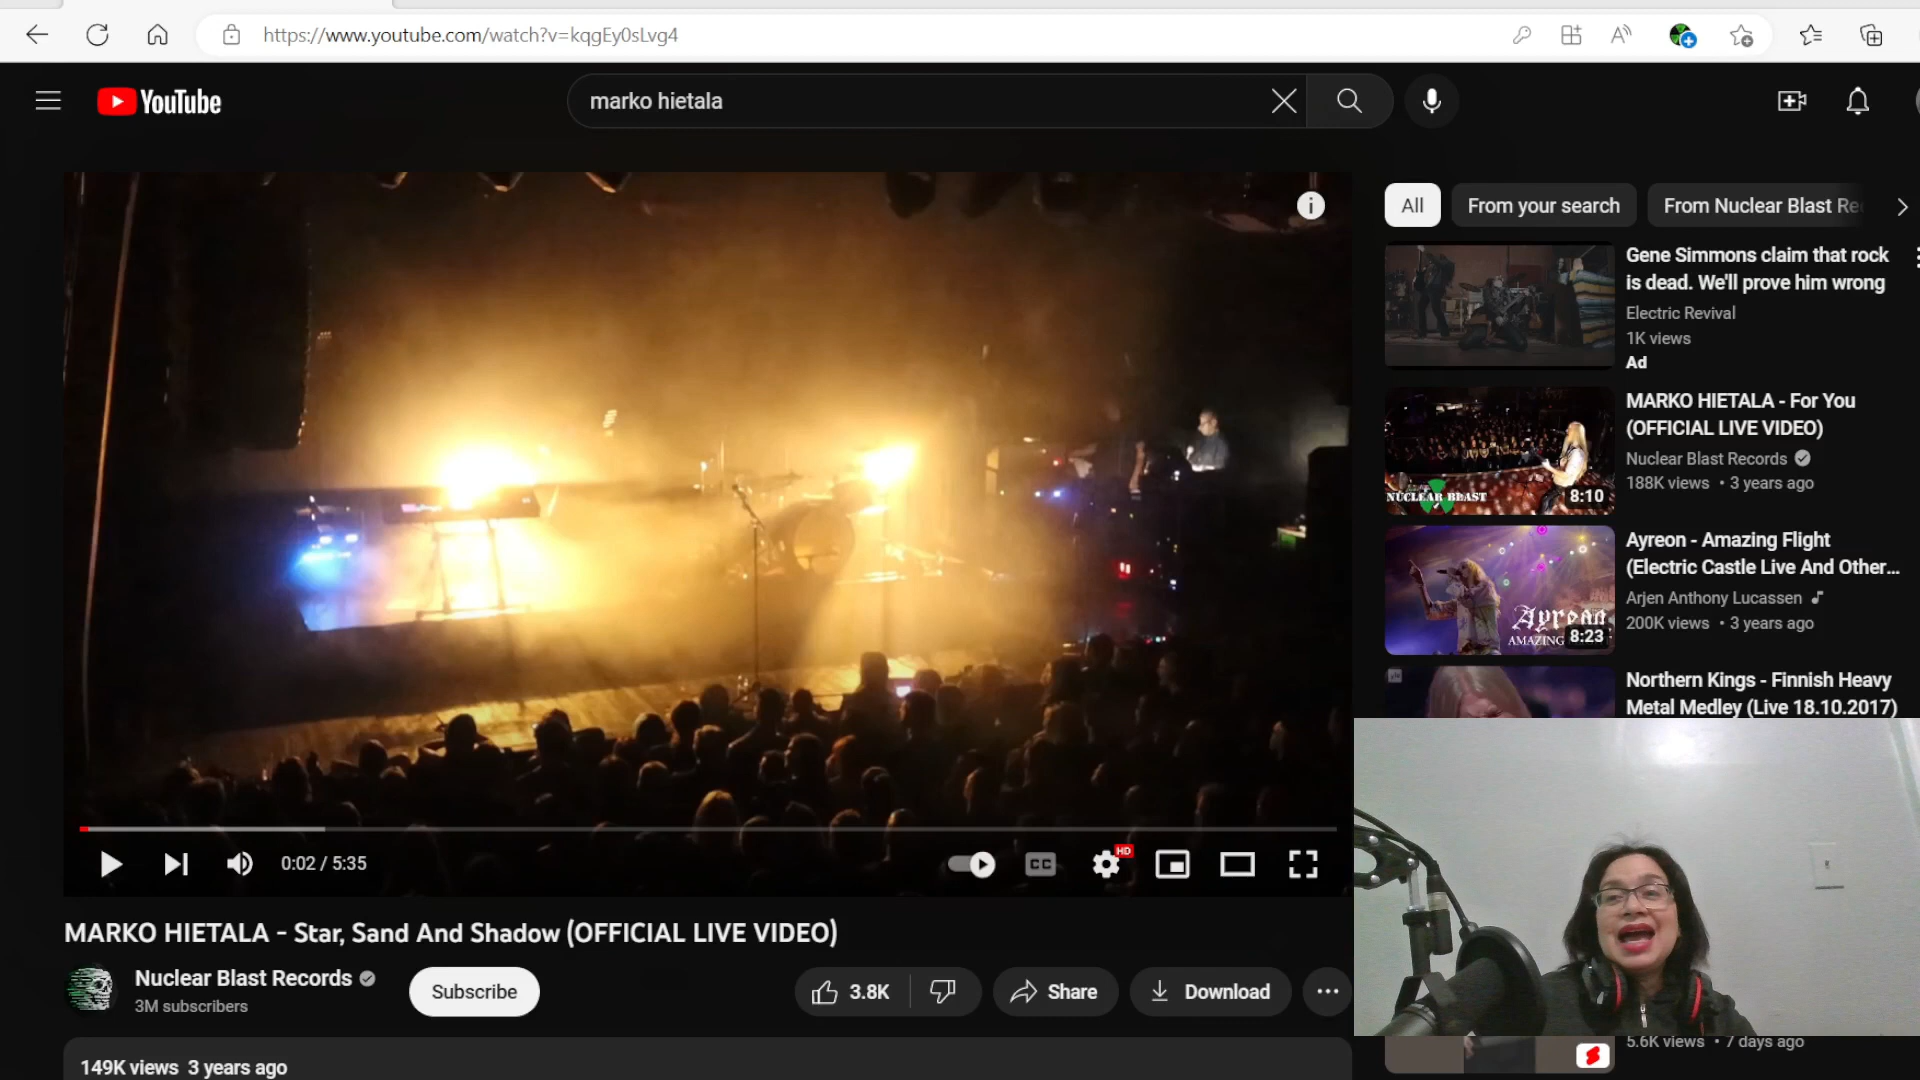 https://www.youtube.com/watch?v=kqgEy0sLvg4
YouTube
marko hietala
All
From your search
From Nuclear Blast Re
Gene Simmons claim that rock
is dead. We'll prove him wrong
Electric Revival
1K views
Ad
MARKO HIETALA - For You
(OFFICIAL LIVE VIDEO)
Nuclear Blast Records
188K views • 3 years ago
NUCLEAR BLAST
8:10
Ayreon - Amazing Flight
(Electric Castle Live And Other...
Arjen Anthony Lucassen
200K views • 3 years ago
Ayreon
AMAZING
8:23
Northern Kings - Finnish Heavy
Metal Medley (Live 18.10.2017)
0:02 / 5:35
CC
HD
MARKO HIETALA - Star, Sand And Shadow (OFFICIAL LIVE VIDEO)
Nuclear Blast Records
3M subscribers
Subscribe
3.8K
Share
Download
149K views 3 years ago
5.6K views • 7 days ago